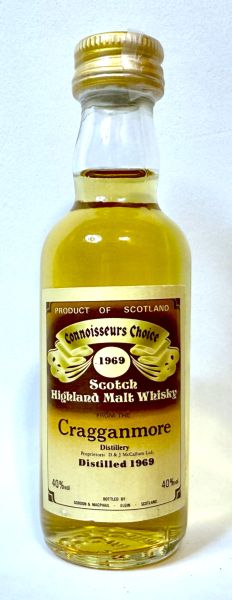 PRODUCT OF SCOTLAND
Connoisseurs Choice
1969
Scotch
Highland Malt Whisky
FROM THE
Cragganmore
Distillery
Proprietors: D & J McCallum Ltd.
Distilled 1969
40%vol 40%vol
BOTTLED BY
GORDON & MACPHAIL - ELGIN - SCOTLAND